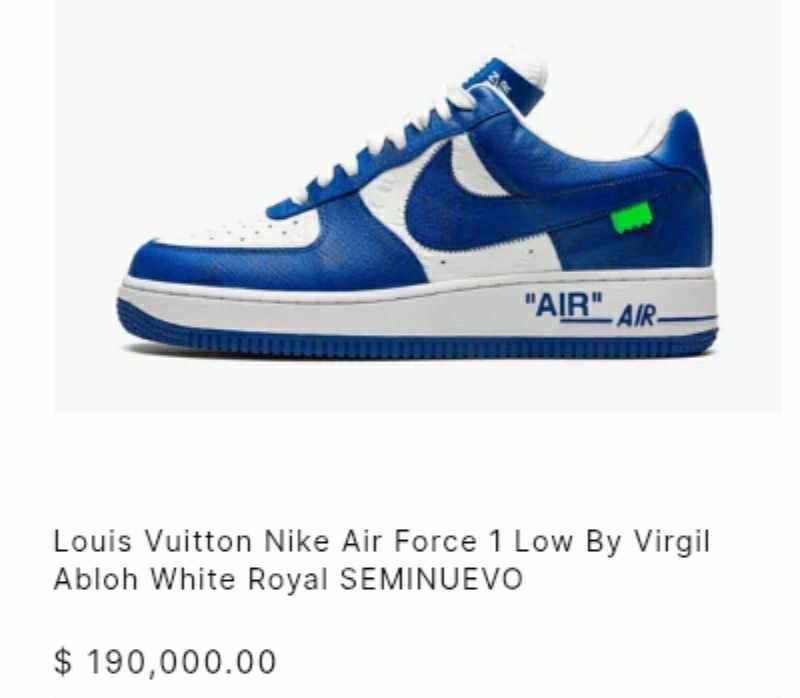 "AIR" AIR
Louis Vuitton Nike Air Force 1 Low By Virgil
Abloh White Royal SEMINUEVO
$ 190,000.00